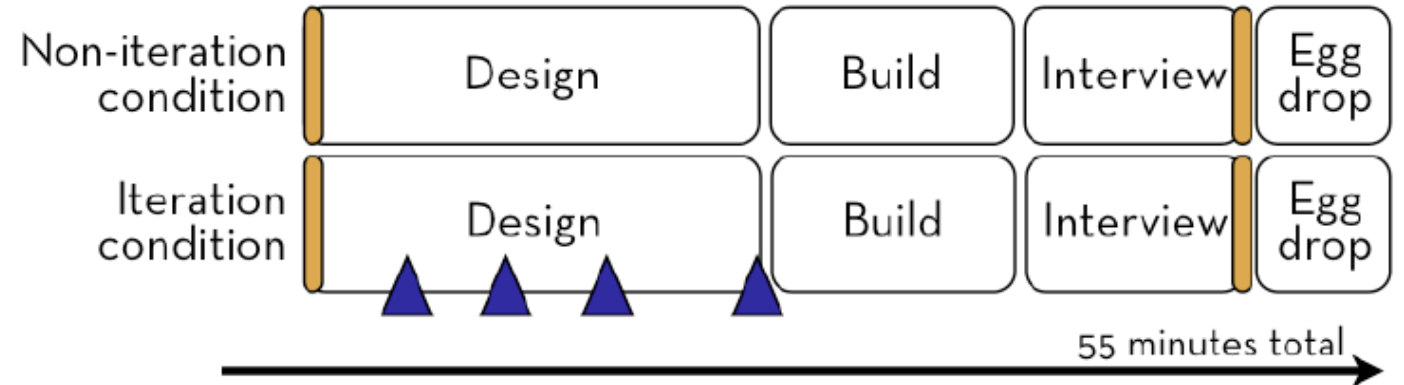 Non-iteration
condition
Design
Build
Interview
Egg
drop
Iteration
condition
Design
Build
Interview
Egg
drop
55 minutes total